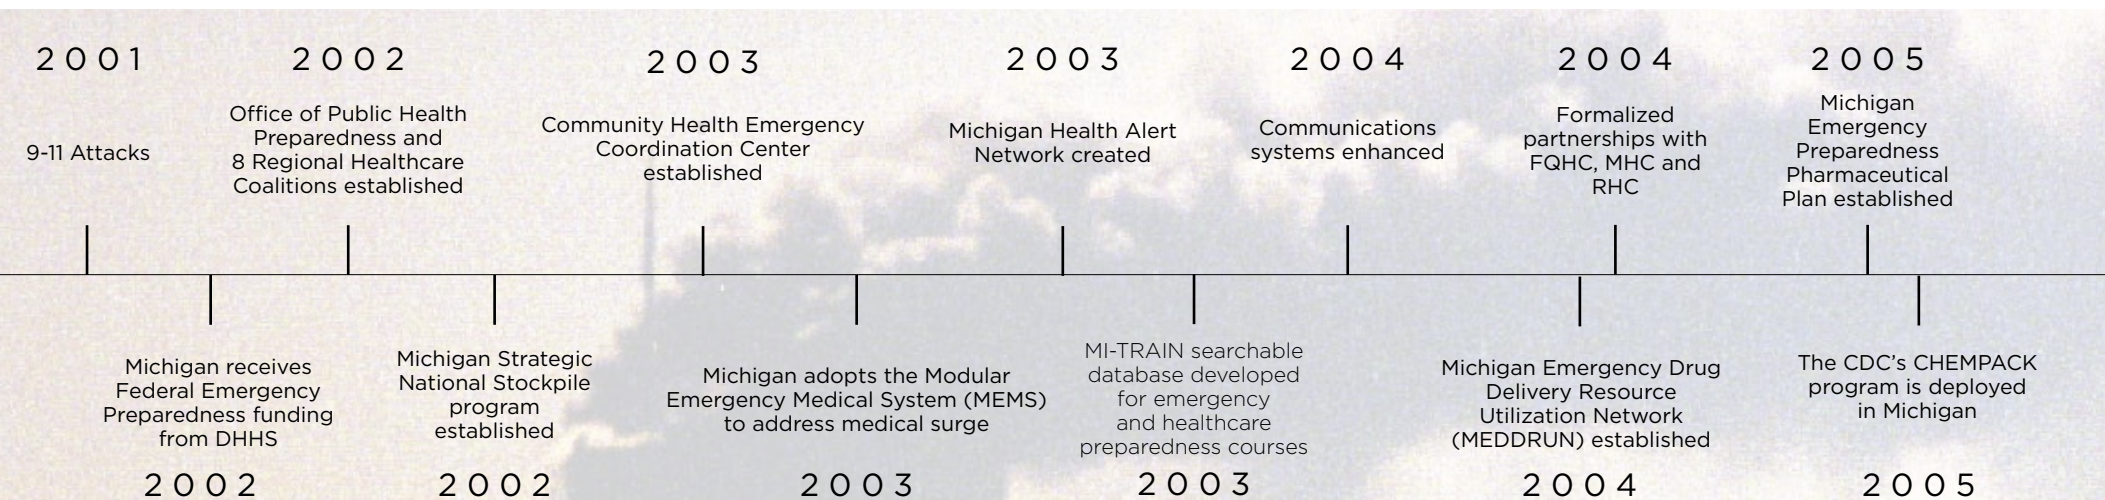 2001
9-11 Attacks
2002
Office of Public Health
Preparedness and
8 Regional Healthcare
Coalitions established
2003
Community Health Emergency
Coordination Center
established
2003
Michigan Health Alert
Network created
2004
Communications
systems enhanced
2004
Formalized
partnerships with
FQHC, MHC and
RHC
2005
Michigan
Emergency
Preparedness
Pharmaceutical
Plan established
Michigan receives
Federal Emergency
Preparedness funding
from DHHS
2002
Michigan Strategic
National Stockpile
program
established
2002
Michigan adopts the Modular
Emergency Medical System (MEMS)
to address medical surge
2003
MI-TRAIN searchable
database developed
for emergency
and healthcare
preparedness courses
2003
Michigan Emergency Drug
Delivery Resource
Utilization Network
(MEDDRUN) established
2004
The CDC's CHEMPACK
program is deployed
in Michigan
2005